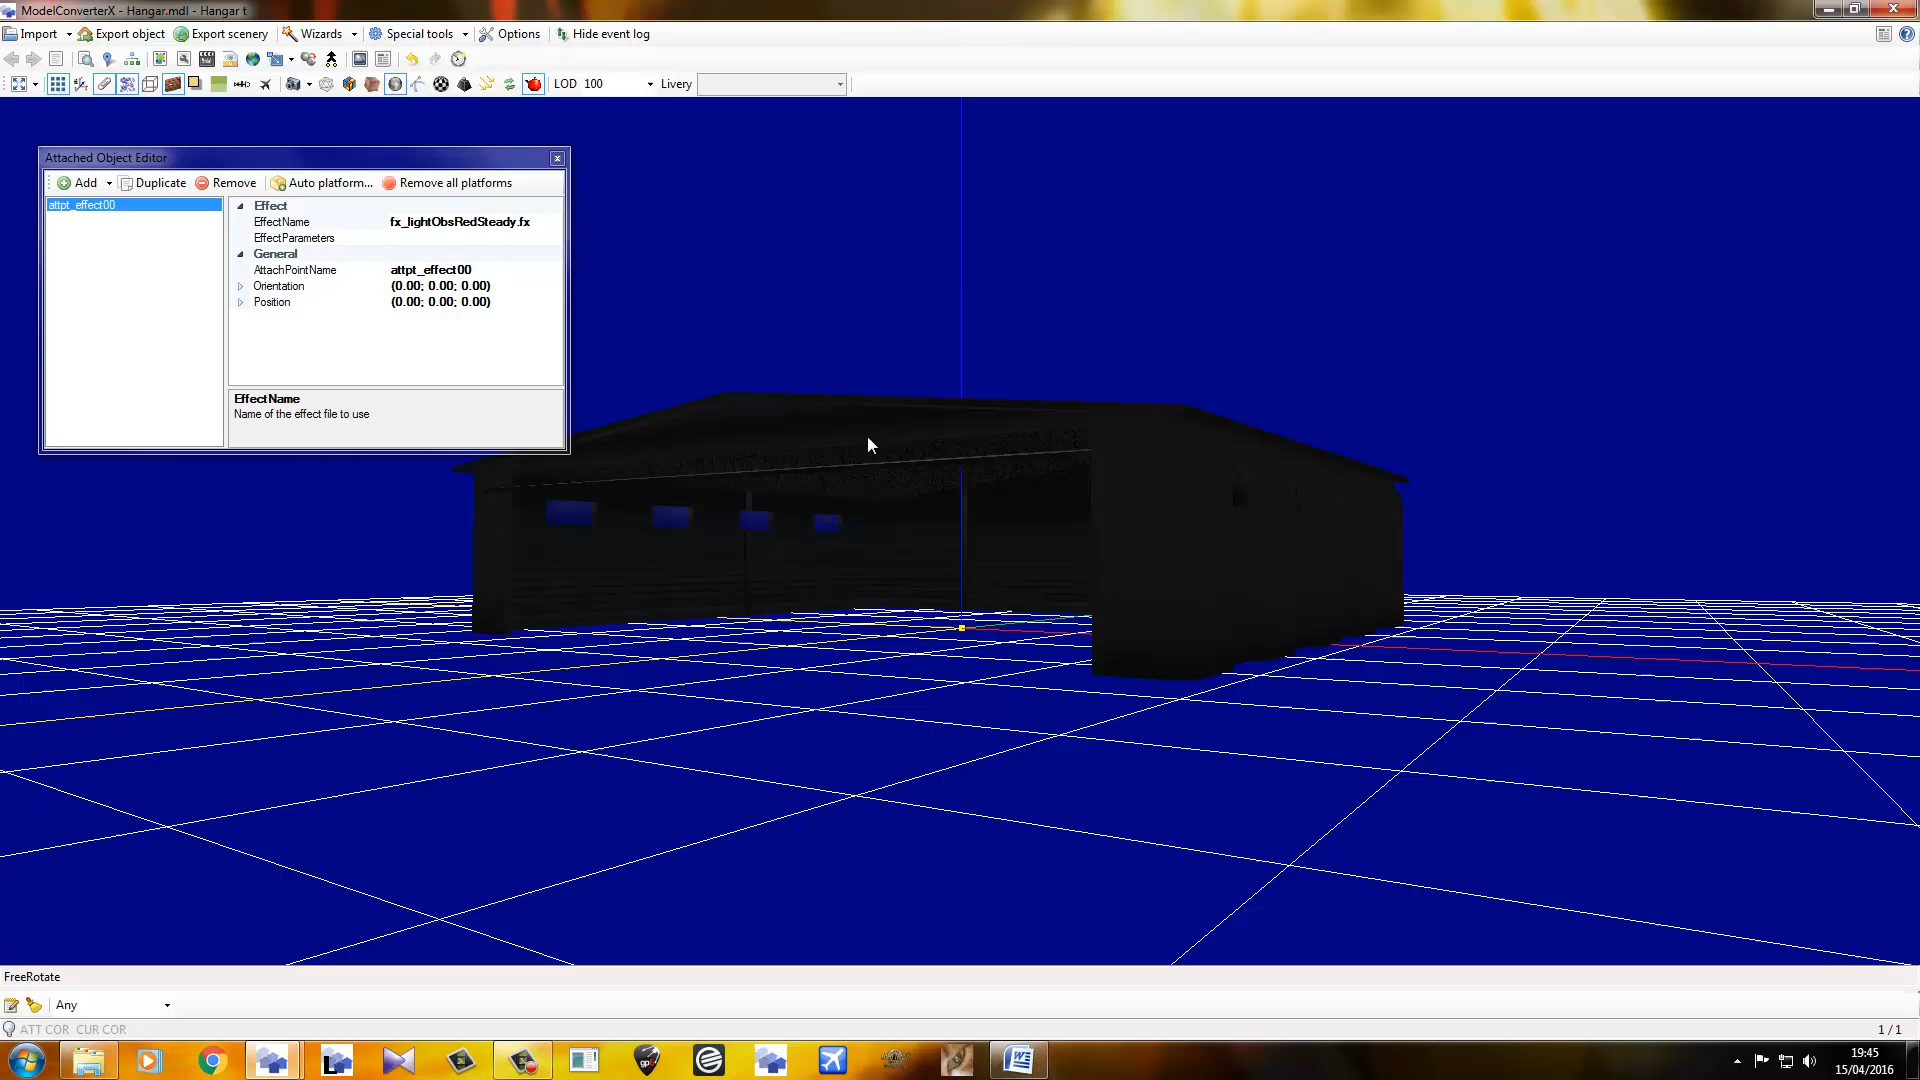 ModelConverterX - Hangar.mdl - Hangar t
Import Export object Export scenery Wizards Special tools Options Hide event log
LOD 100 Livery
Attached Object Editor
Add Duplicate Remove Auto platform... Remove all platforms
attpt_effect00
Effect
EffectName fx_lightObsRedSteady.fx
EffectParameters
General
AttachPointName attpt_effect00
Orientation (0.00; 0.00; 0.00)
Position (0.00; 0.00; 0.00)
EffectName
Name of the effect file to use
FreeRotate
Any
ATT COR CUR COR
1 / 1
19:45
15/04/2016